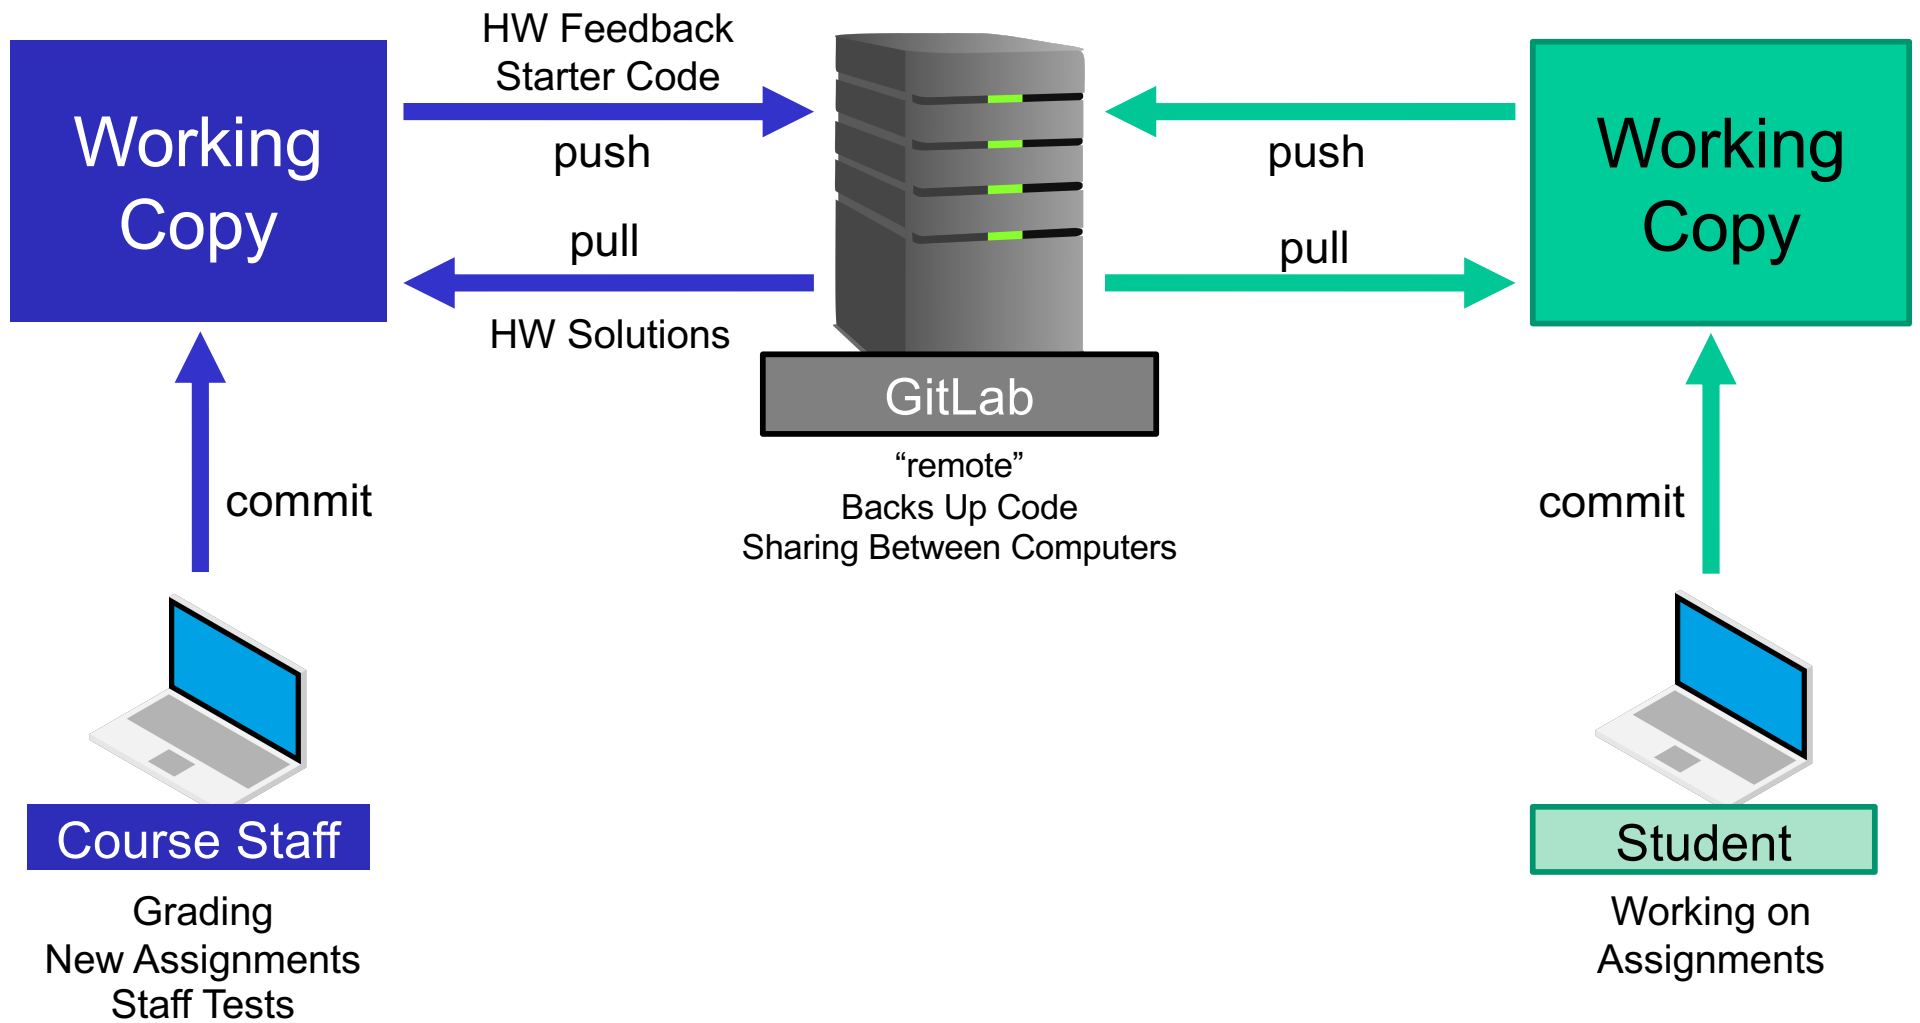 HW Feedback
Starter Code
Working
Copy
push
pull
HW Solutions
commit
Course Staff
Grading
New Assignments
Staff Tests
GitLab
“remote”
Backs Up Code
Sharing Between Computers
push
pull
Working
Copy
commit
Student
Working on
Assignments